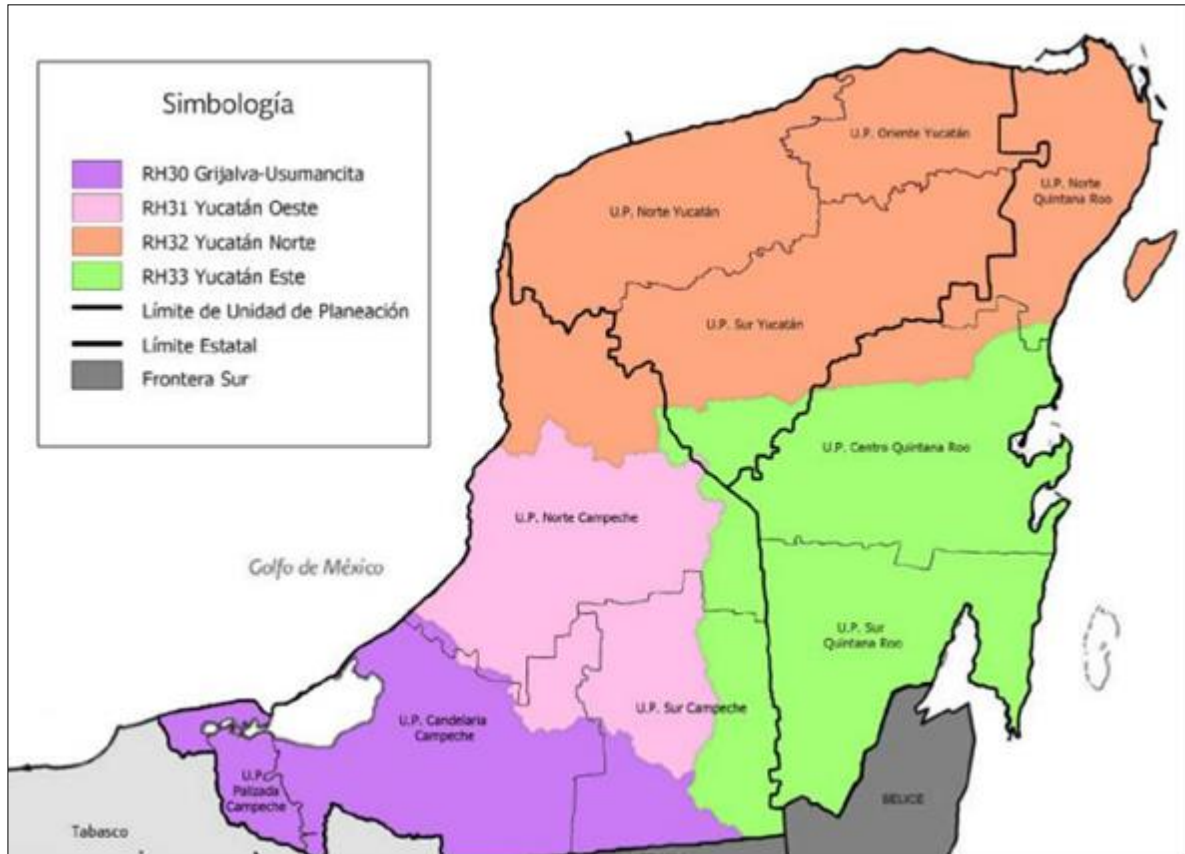 Simbología
RH30 Grijalva-Usumancita
RH31 Yucatán Oeste
RH32 Yucatán Norte
RH33 Yucatán Este
Límite de Unidad de Planeación
Límite Estatal
Frontera Sur
U.P. Oriente Yucatán
U.P. Norte
Quintana Roo
U.P. Norte Yucatán
U.P. Sur Yucatán
U.P. Centro Quintana Roo
U.P. Norte Campeche
Golfo de México
U.P. Sur
Quintana Roo
U.P. Sur Campeche
U.P. Candelaria
Campeche
U.P.
Palizada
Campeche
BELICE
Tabasco